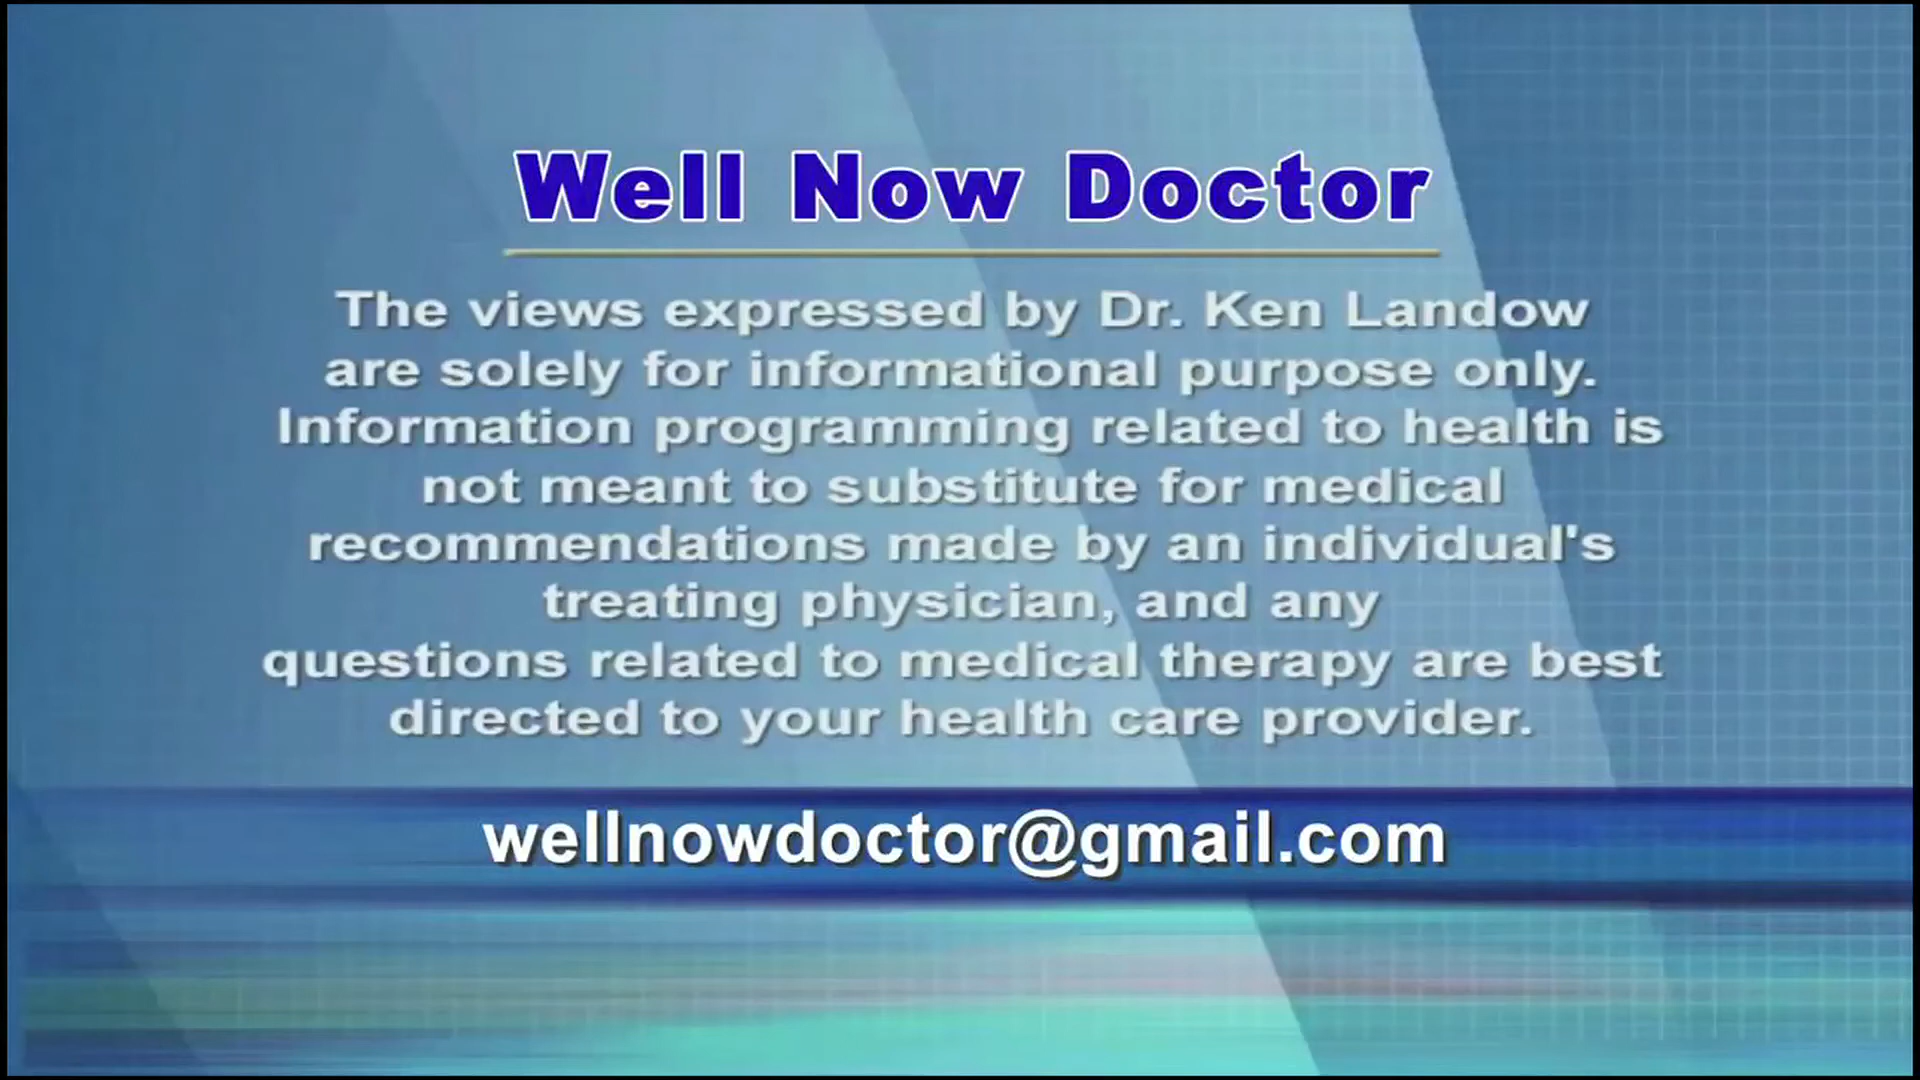 Well Now Doctor
The views expressed by Dr. Ken Landow
are solely for informational purpose only.
Information programming related to health is
not meant to substitute for medical
recommendations made by an individual's
treating physician, and any
questions related to medical therapy are best
directed to your health care provider.
wellnowdoctor@gmail.com